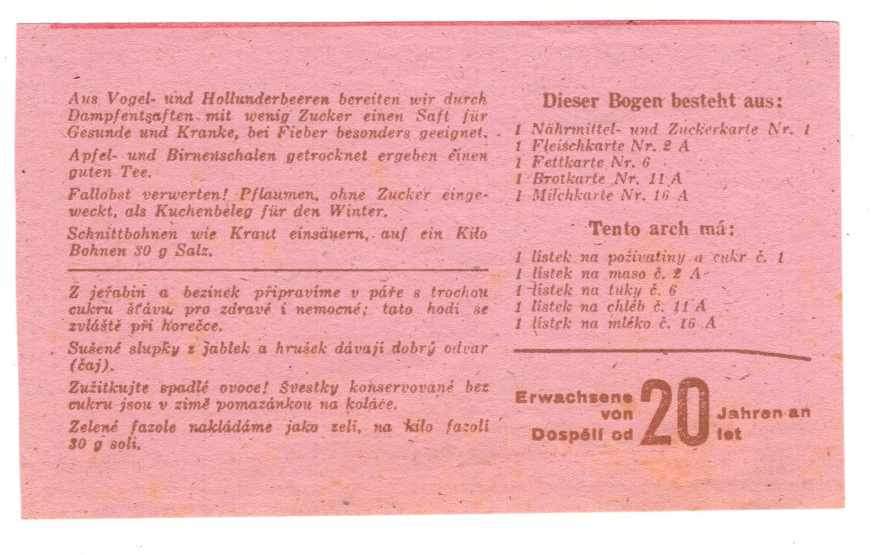 Aus Vogel- und Hollunderbeeren bereiten wir durch
Dampfentsaften mit wenig Zucker einen Saft für
Gesunde und Kranke, bei Fieber besonders geeignet.
Apfel- und Birnenschalen getrocknet ergeben einen
guten Tee.
Fallobst verwerten! Pflaumen, ohne Zucker einge-
weckt, als Kuchenbeleg für den Winter.
Schnittbohnen wie Kraut einsäuern, auf ein Kilo
Bohnen 30 g Salz.
Z jeřabin a bezinek připravíme v páře s trochou
cukru šťávu pro zdravé i nemocné; tato hodí se
zvláště při horečce.
Sušené slupky z jablek a hrušek dávají dobrý odvar
(čaj).
Zužitkujte spadlé ovoce! Švestky konservované bez
cukru jsou v zimě pomazánkou na koláče.
Zelené fazole nakládáme jako zelí, na kilo fazolí
30 g soli.
Dieser Bogen besteht aus:
1 Nährmittel- und Zuckerkarte Nr. 1
1 Fleischkarte Nr. 2 A
1 Fettkarte Nr. 6
1 Brotkarte Nr. 11 A
1 Milchkarte Nr. 16 A
Tento arch má:
1 lístek na poživatiny a cukr č. 1
1 lístek na maso č. 2 A
1 lístek na tuky č. 6
1 lístek na chléb č. 11 A
1 lístek na mléko č. 16 A
Erwachsene von 20 Jahren an
Dospělí od 20 let